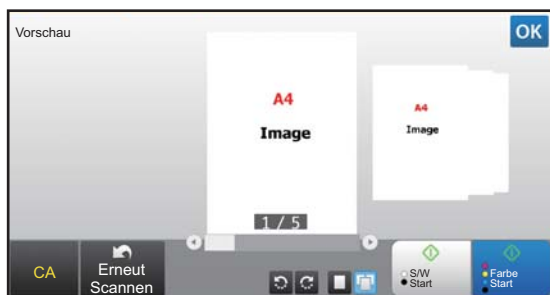 Vorschau
OK
A4
Image
A4
Image
1 / 5
CA
Erneut
Scannen
S/W
Start
Farbe
Start